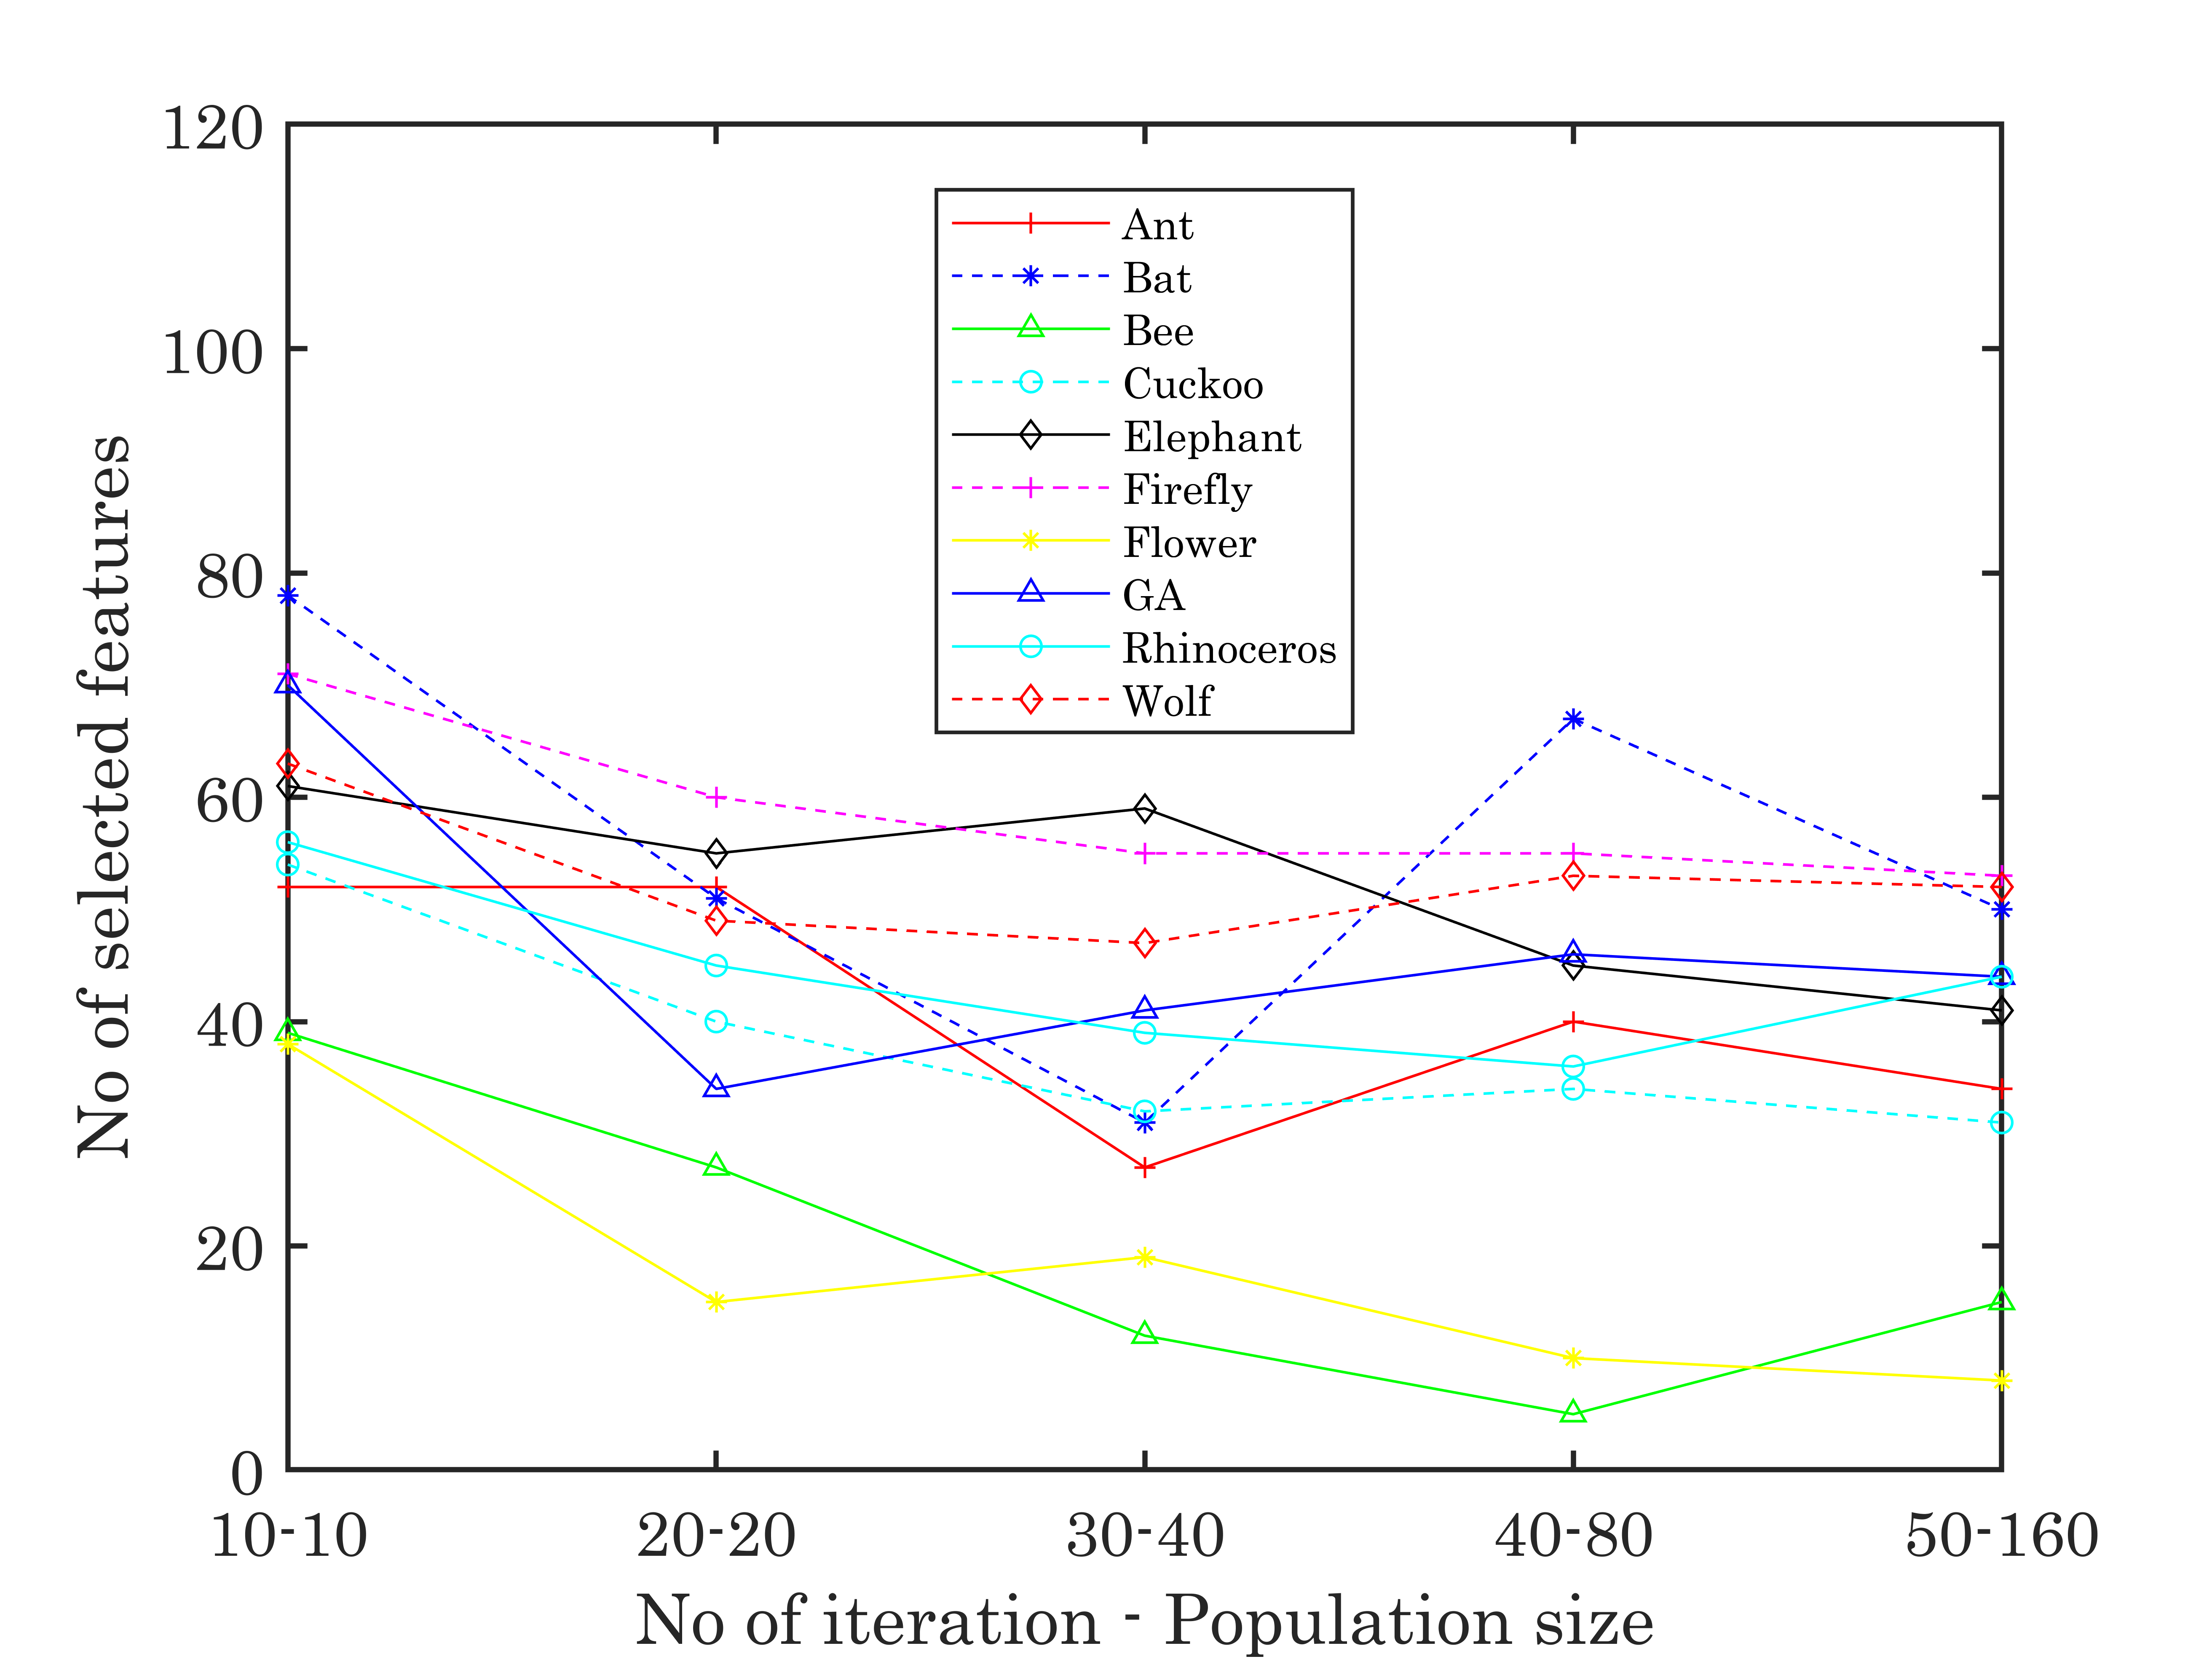 120
100
80
60
40
20
0
No of selected features
Ant
Bat
Bee
Cuckoo
Elephant
Firefly
Flower
GA
Rhinoceros
Wolf
10-10 20-20 30-40 40-80 50-160
No of iteration - Population size